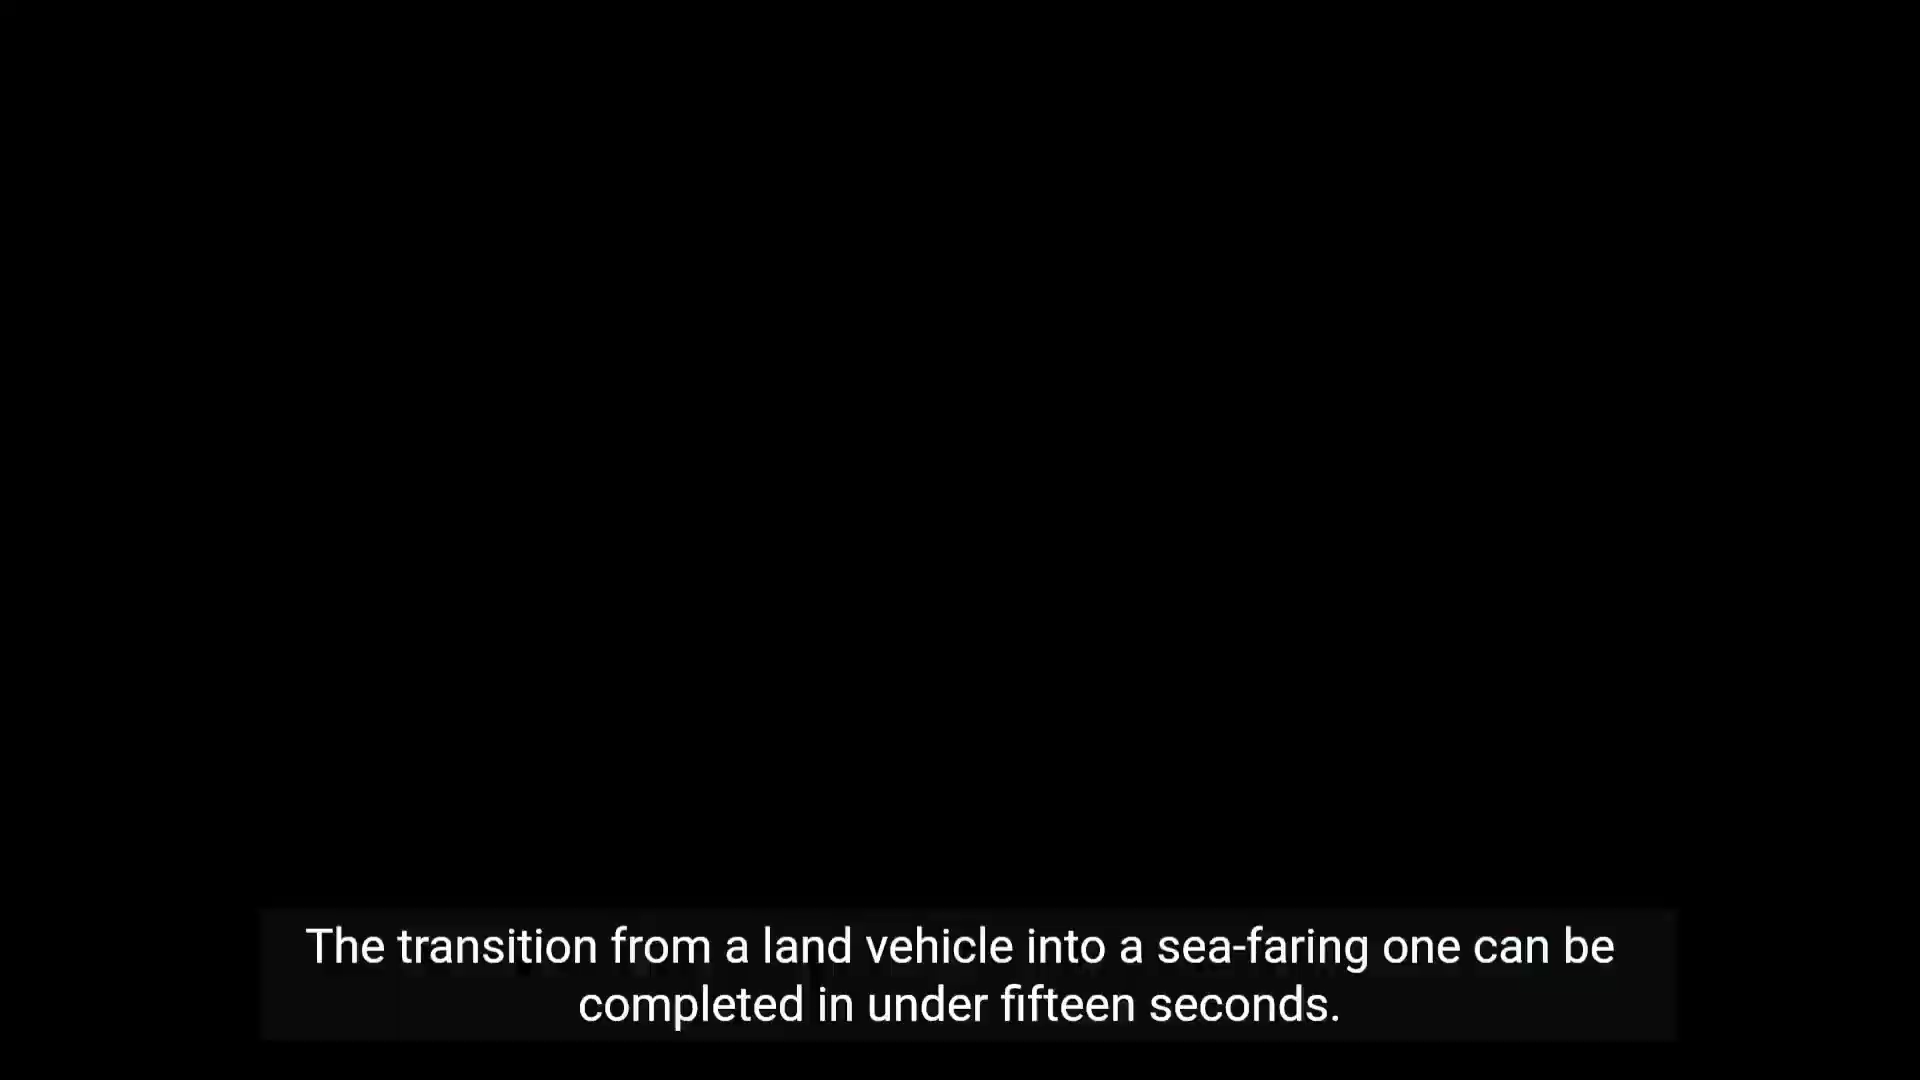 The transition from a land vehicle into a sea-faring one can be
completed in under fifteen seconds.